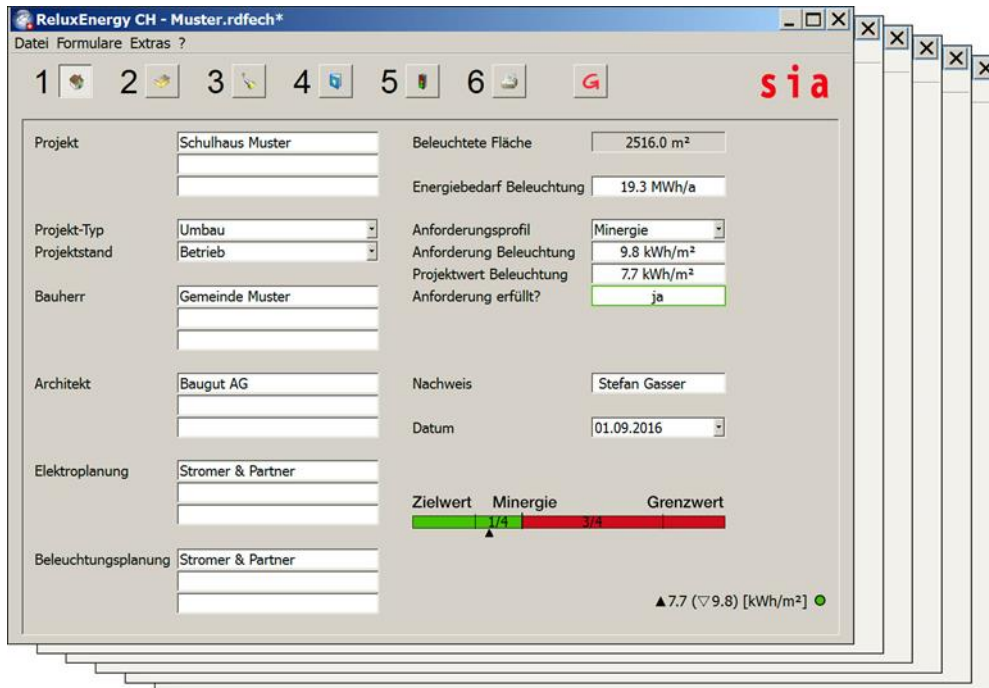 ReluxEnergy CH - Muster.rdfech*
Datei Formulare Extras ?
1 2 3 4 5 6 G sia
Projekt Schulhaus Muster
Beleuchtete Fläche 2516.0 m²
Energiebedarf Beleuchtung 19.3 MWh/a
Projekt-Typ Umbau
Anforderungsprofil Minergie
Projektstand Betrieb
Anforderung Beleuchtung 9.8 kWh/m²
Projektwert Beleuchtung 7.7 kWh/m²
Bauherr Gemeinde Muster
Anforderung erfüllt? ja
Architekt Baugut AG
Nachweis Stefan Gasser
Datum 01.09.2016
Elektroplanung Stromer & Partner
Zielwert Minergie Grenzwert
1/4 3/4
Beleuchtungsplanung Stromer & Partner
▲7.7 (▽9.8) [kWh/m²]